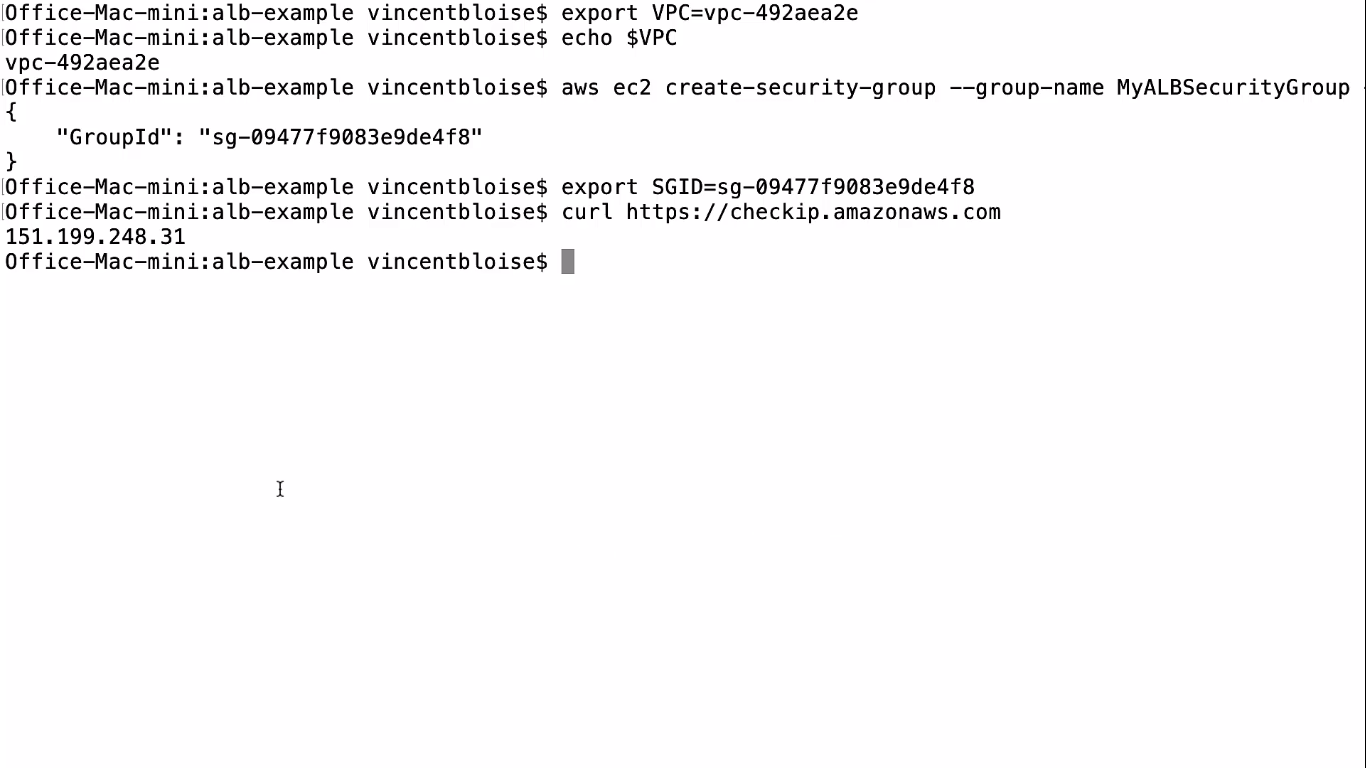 Office-Mac-mini:alb-example vincentbloise$ export VPC=vpc-492aea2e
Office-Mac-mini:alb-example vincentbloise$ echo $VPC
vpc-492aea2e
Office-Mac-mini:alb-example vincentbloise$ aws ec2 create-security-group --group-name MyALBSecurityGroup
{
    "GroupId": "sg-09477f9083e9de4f8"
}
Office-Mac-mini:alb-example vincentbloise$ export SGID=sg-09477f9083e9de4f8
Office-Mac-mini:alb-example vincentbloise$ curl https://checkip.amazonaws.com
151.199.248.31
Office-Mac-mini:alb-example vincentbloise$